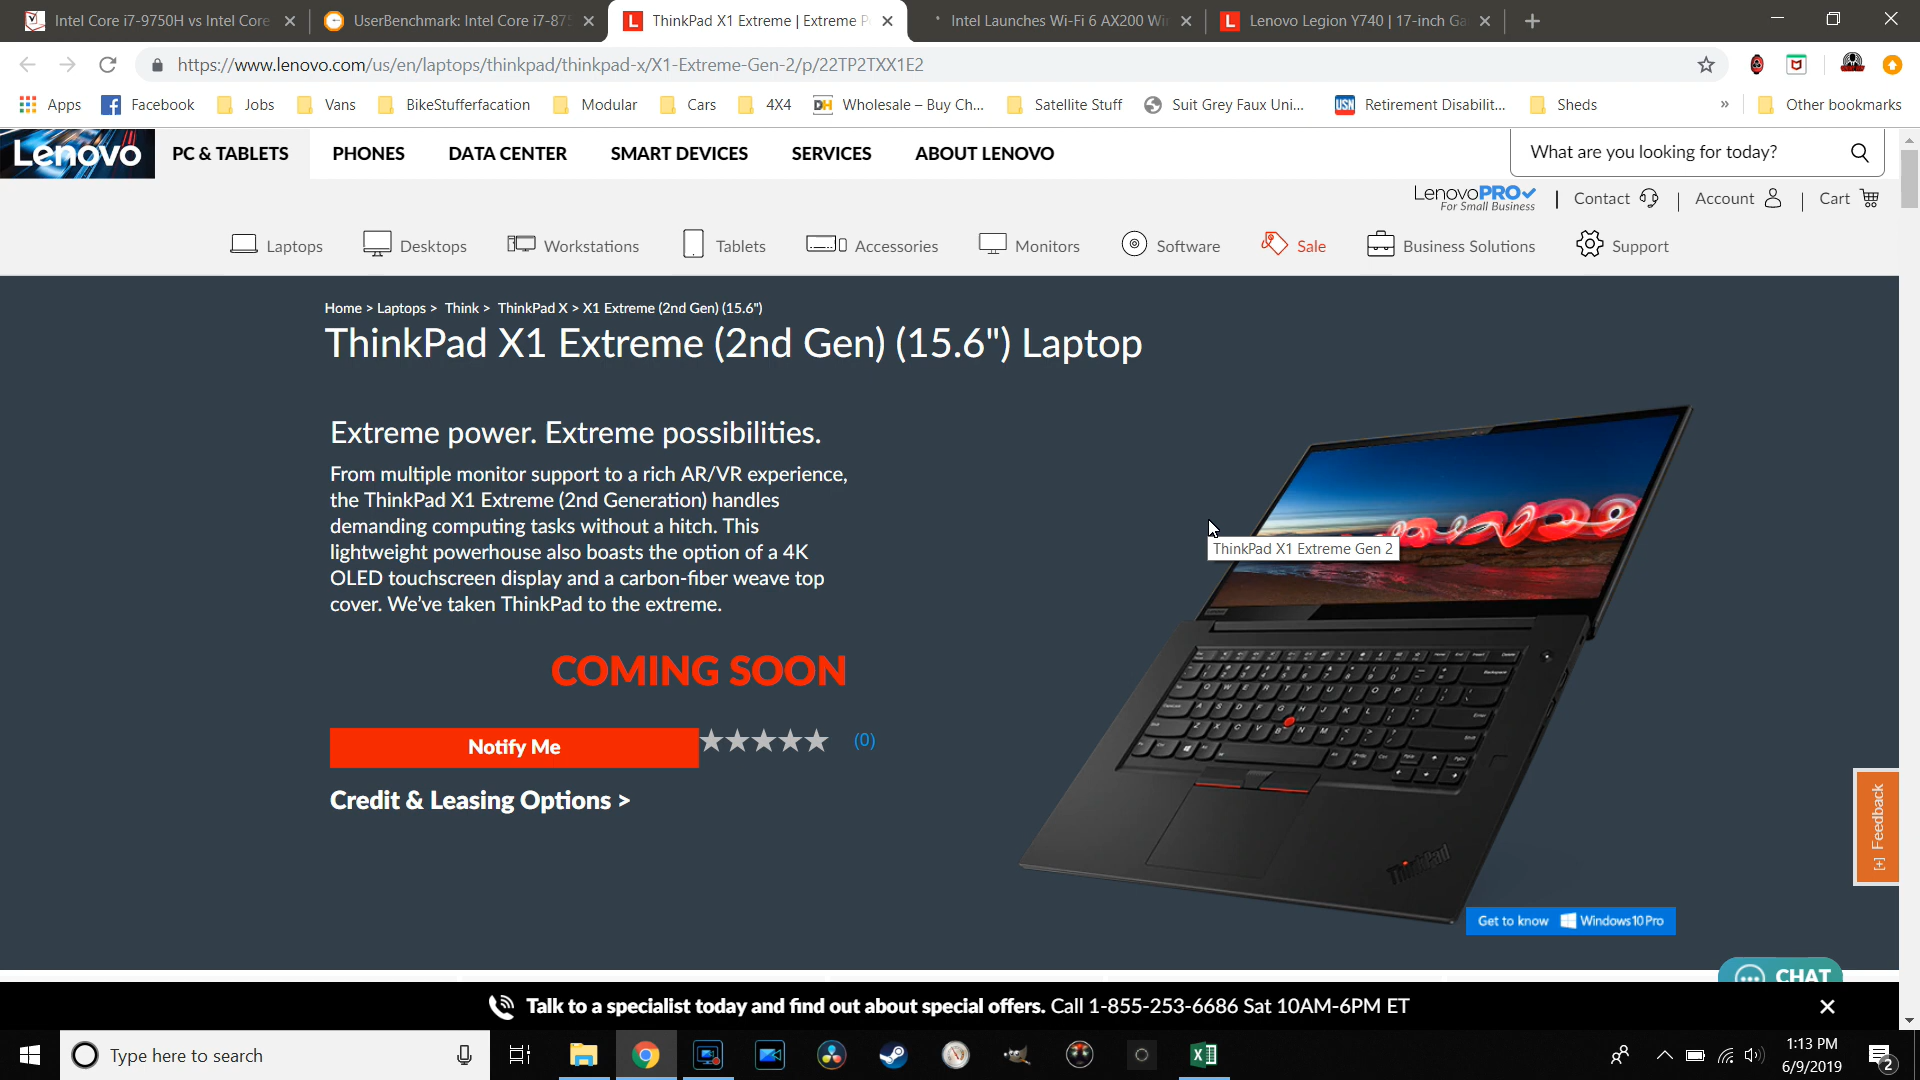 Intel Core i7-9750H vs Intel Core
UserBenchmark: Intel Core i7-875
ThinkPad X1 Extreme | Extreme P
Intel Launches Wi-Fi 6 AX200 Wi
Lenovo Legion Y740 | 17-inch Ga
https://www.lenovo.com/us/en/laptops/thinkpad/thinkpad-x/X1-Extreme-Gen-2/p/22TP2TXX1E2
Apps Facebook Jobs Vans BikeStufferfacation Modular Cars 4X4 DH Wholesale – Buy Ch... Satellite Stuff Suit Grey Faux Uni... USN Retirement Disabilit... Sheds » Other bookmarks
Lenovo PC & TABLETS PHONES DATA CENTER SMART DEVICES SERVICES ABOUT LENOVO What are you looking for today?
LenovoPRO
For Small Business
Contact Account Cart
Laptops Desktops Workstations Tablets Accessories Monitors Software Sale Business Solutions Support
Home > Laptops > Think > ThinkPad X > X1 Extreme (2nd Gen) (15.6")
ThinkPad X1 Extreme (2nd Gen) (15.6") Laptop
Extreme power. Extreme possibilities.
From multiple monitor support to a rich AR/VR experience,
the ThinkPad X1 Extreme (2nd Generation) handles
demanding computing tasks without a hitch. This
lightweight powerhouse also boasts the option of a 4K
OLED touchscreen display and a carbon-fiber weave top
cover. We've taken ThinkPad to the extreme.
ThinkPad X1 Extreme Gen 2
COMING SOON
Notify Me
(0)
Credit & Leasing Options >
ThinkPad
[+] Feedback
Get to know Windows 10 Pro
CHAT
Talk to a specialist today and find out about special offers. Call 1-855-253-6686 Sat 10AM-6PM ET
Type here to search
1:13 PM
6/9/2019
2